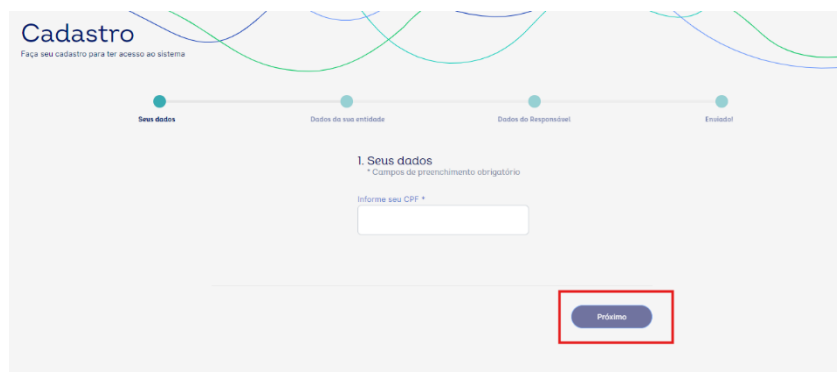 Cadastro
Faça seu cadastro para ter acesso ao sistema
Seus dados
Dados da sua entidade
Dados do Responsável
Enviado!
1. Seus dados
* Campos de preenchimento obrigatório
Informe seu CPF *
Próximo